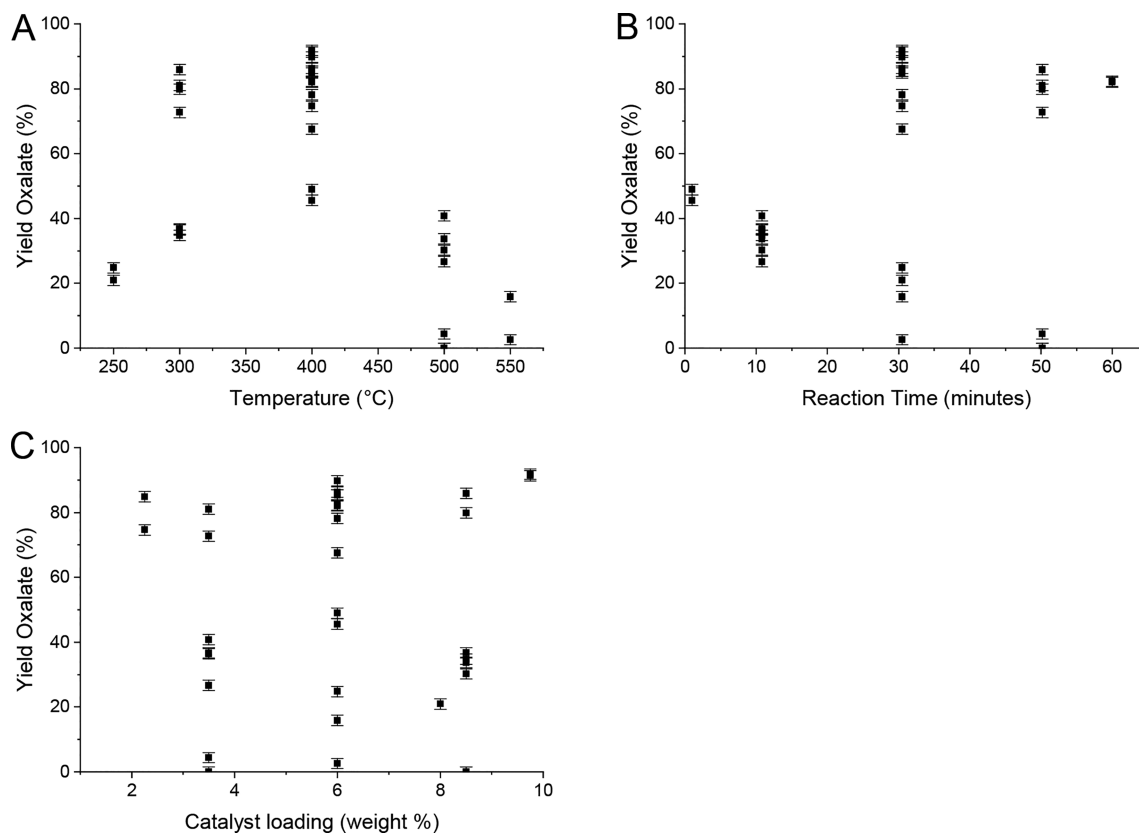 A
100
80
60
40
20
0
Yield Oxalate (%)
250 300 350 400 450 500 550
Temperature (°C)
B
100
80
60
40
20
0
Yield Oxalate (%)
0 10 20 30 40 50 60
Reaction Time (minutes)
C
100
80
60
40
20
0
Yield Oxalate (%)
2 4 6 8 10
Catalyst loading (weight %)